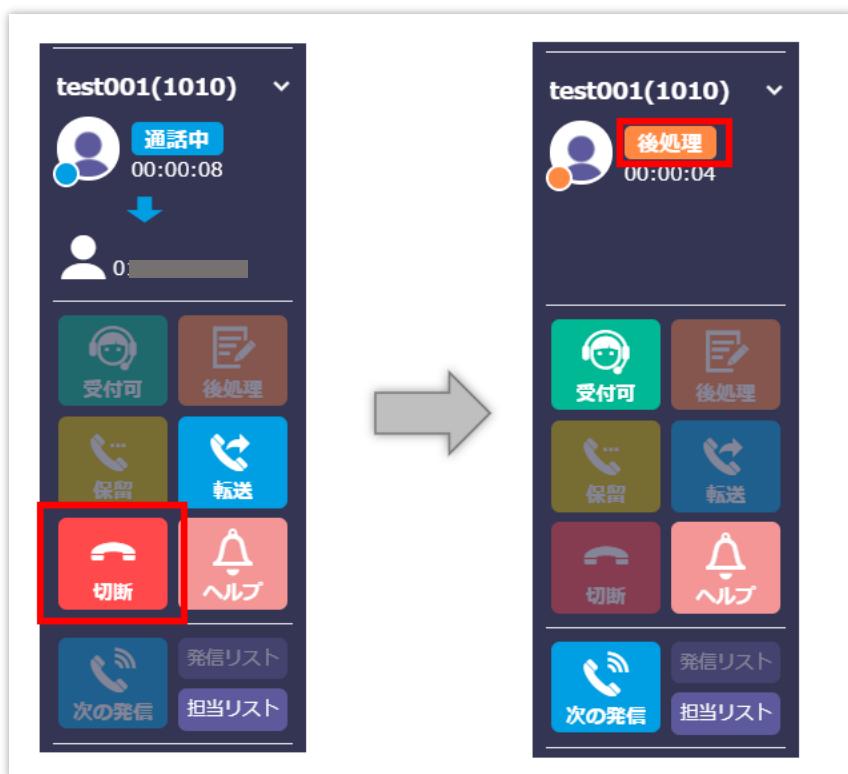 test001(1010)
通話中
00:00:08
受付可
後処理
保留
転送
切断
ヘルプ
次の発信
発信リスト
担当リスト
test001(1010)
後処理
00:00:04
受付可
後処理
保留
転送
切断
ヘルプ
次の発信
発信リスト
担当リスト